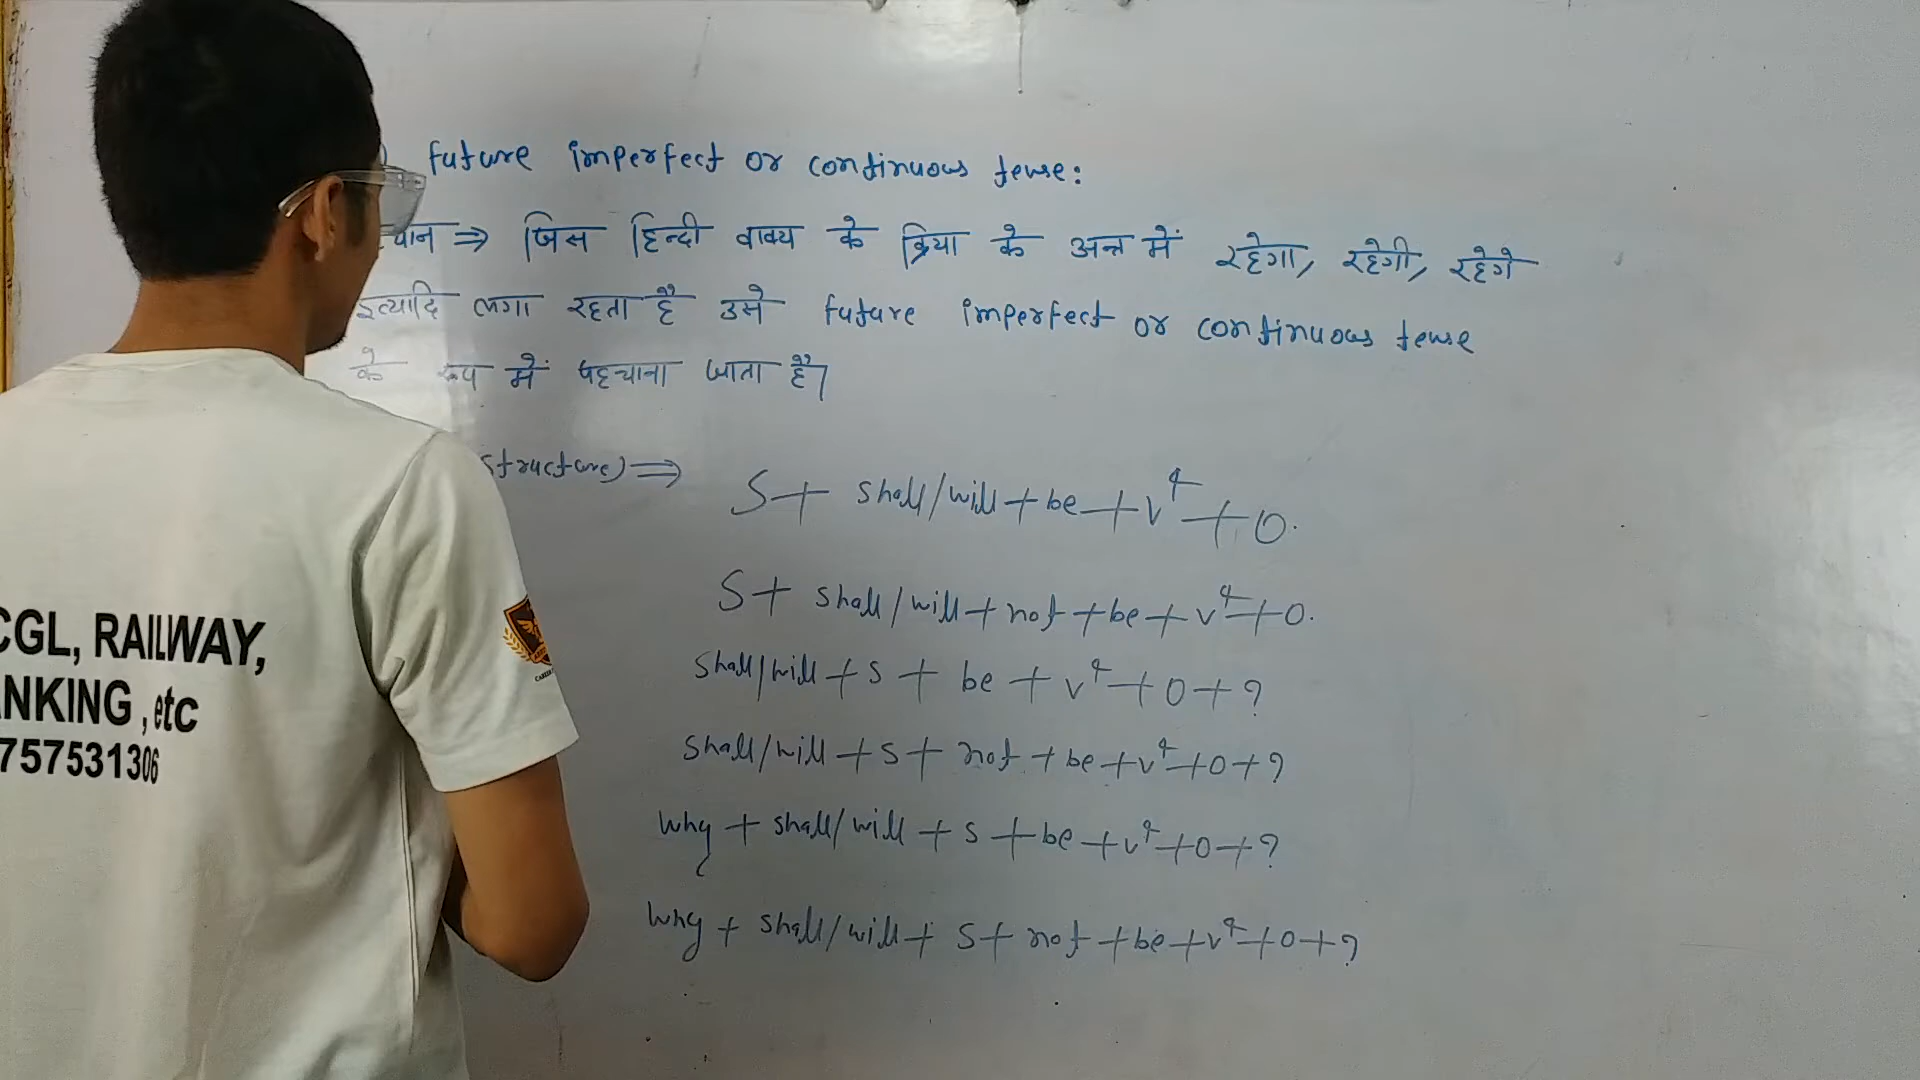 future imperfect or continuous tense:
⇒ जिस हिन्दी वाक्य के क्रिया के अन्त में रहेगा, रहेगी, रहेगे
इत्यादि लगा रहता है उसे future imperfect or continuous tense
के रूप में पहचाना जाता है।
structure) ⇒ S + shall/will + be + v⁴ + O.
S + shall/will + not + be + v⁴ + O.
shall/will + s + be + v⁴ + O + ?
shall/will + s + not + be + v⁴ + O + ?
why + shall/will + s + be + v⁴ + O + ?
why + shall/will + s + not + be + v⁴ + O + ?
CGL, RAILWAY,
ANKING, etc
757531306